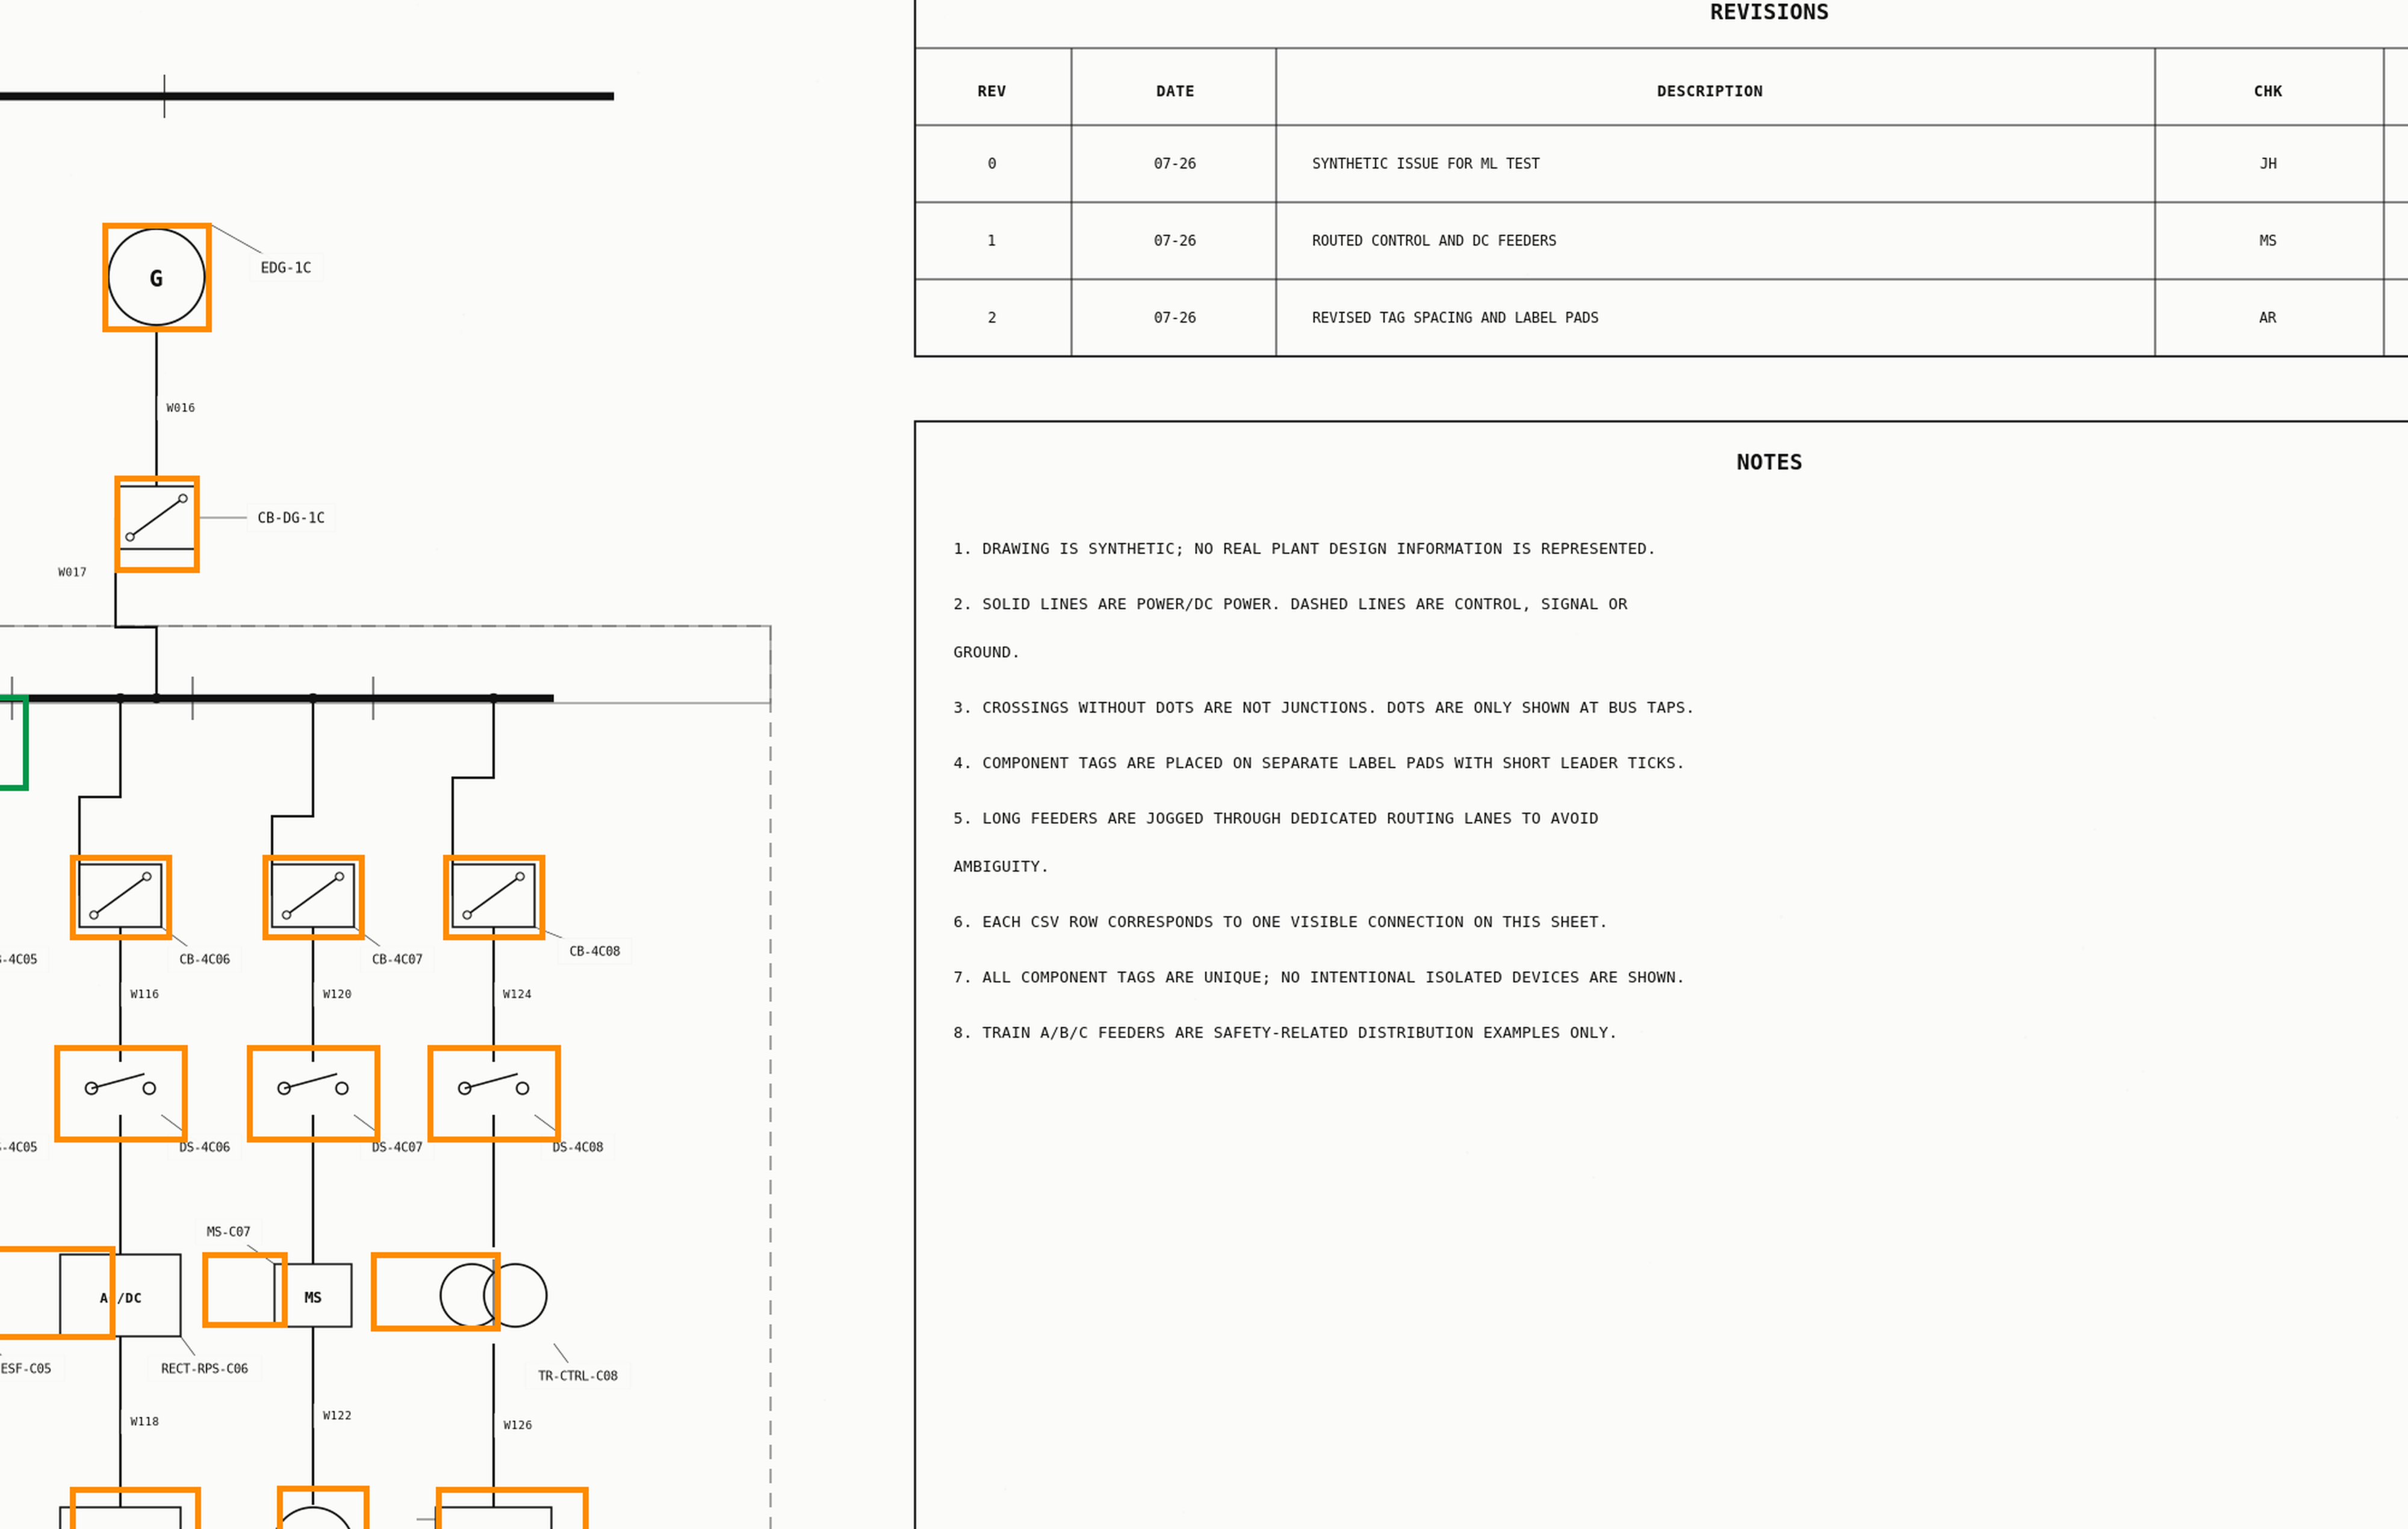 REVISIONS
REV DATE DESCRIPTION CHK
0 07-26 SYNTHETIC ISSUE FOR ML TEST JH
1 07-26 ROUTED CONTROL AND DC FEEDERS MS
2 07-26 REVISED TAG SPACING AND LABEL PADS AR
G
EDG-1C
W016
CB-DG-1C
W017
-4C05
CB-4C06
CB-4C07
CB-4C08
W116
W120
W124
-4C05
DS-4C06
DS-4C07
DS-4C08
MS-C07
/DC
MS
ESF-C05
RECT-RPS-C06
TR-CTRL-C08
W118
W122
W126
NOTES
1. DRAWING IS SYNTHETIC; NO REAL PLANT DESIGN INFORMATION IS REPRESENTED.
2. SOLID LINES ARE POWER/DC POWER. DASHED LINES ARE CONTROL, SIGNAL OR
GROUND.
3. CROSSINGS WITHOUT DOTS ARE NOT JUNCTIONS. DOTS ARE ONLY SHOWN AT BUS TAPS.
4. COMPONENT TAGS ARE PLACED ON SEPARATE LABEL PADS WITH SHORT LEADER TICKS.
5. LONG FEEDERS ARE JOGGED THROUGH DEDICATED ROUTING LANES TO AVOID
AMBIGUITY.
6. EACH CSV ROW CORRESPONDS TO ONE VISIBLE CONNECTION ON THIS SHEET.
7. ALL COMPONENT TAGS ARE UNIQUE; NO INTENTIONAL ISOLATED DEVICES ARE SHOWN.
8. TRAIN A/B/C FEEDERS ARE SAFETY-RELATED DISTRIBUTION EXAMPLES ONLY.